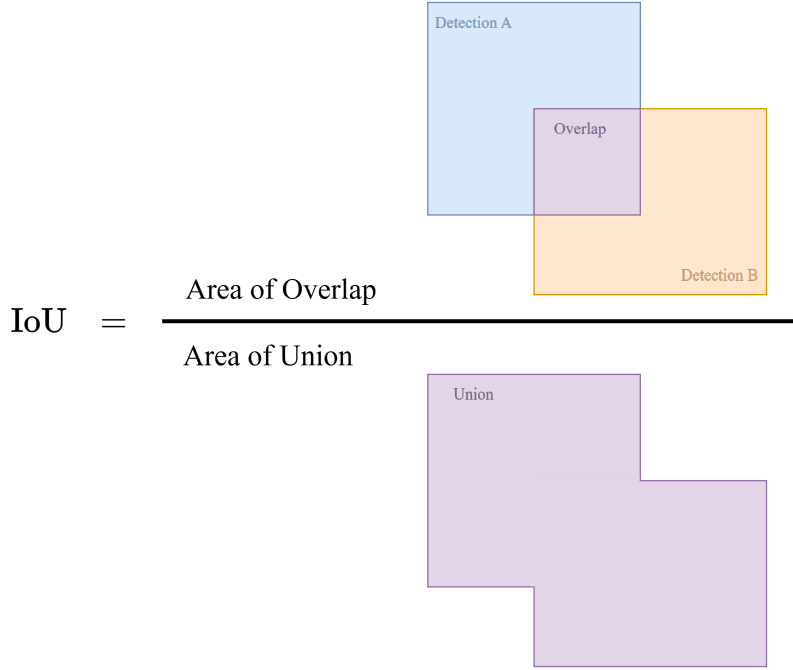 Detection A
Overlap
Detection B
Area of Overlap
IoU =
Area of Union
Union